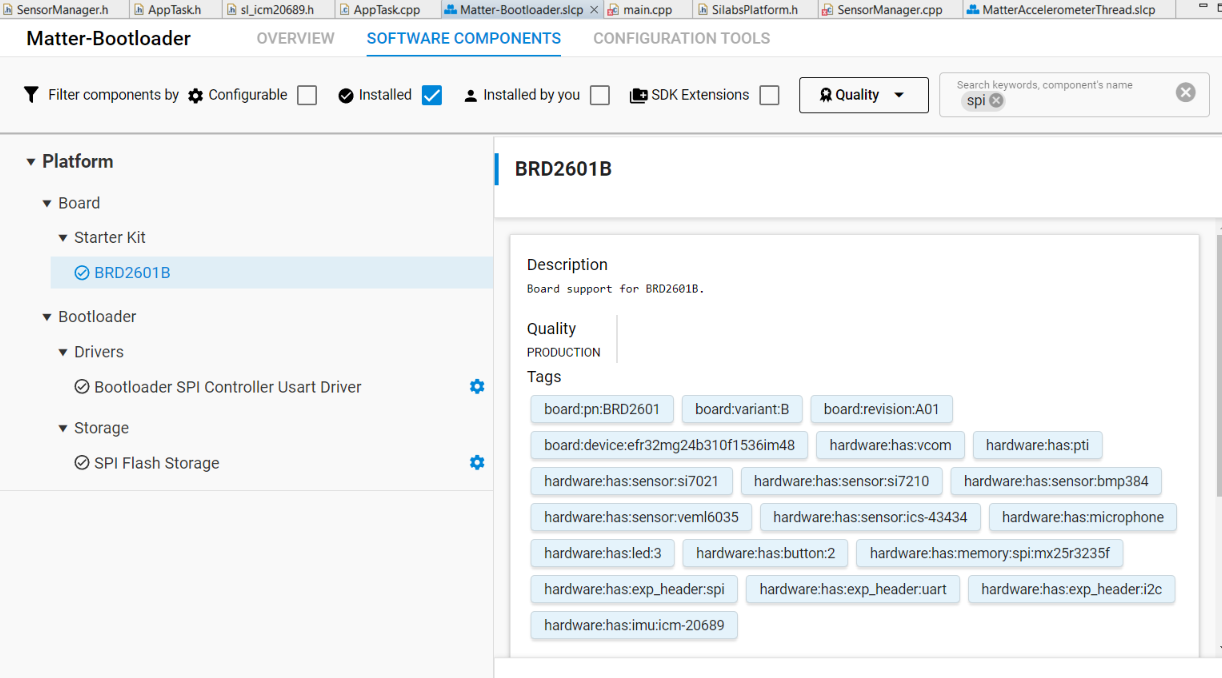 SensorManager.h AppTask.h sl_icm20689.h AppTask.cpp Matter-Bootloader.slcp main.cpp SilabsPlatform.h SensorManager.cpp MatterAccelerometerThread.slcp
Matter-Bootloader OVERVIEW SOFTWARE COMPONENTS CONFIGURATION TOOLS
Filter components by Configurable Installed Installed by you SDK Extensions Quality
Search keywords, component's name
spi
Platform
Board
Starter Kit
BRD2601B
Bootloader
Drivers
Bootloader SPI Controller Usart Driver
Storage
SPI Flash Storage
BRD2601B
Description
Board support for BRD2601B.
Quality
PRODUCTION
Tags
board:pn:BRD2601 board:variant:B board:revision:A01
board:device:efr32mg24b310f1536im48 hardware:has:vcom hardware:has:pti
hardware:has:sensor:si7021 hardware:has:sensor:si7210 hardware:has:sensor:bmp384
hardware:has:sensor:veml6035 hardware:has:sensor:ics-43434 hardware:has:microphone
hardware:has:led:3 hardware:has:button:2 hardware:has:memory:spi:mx25r3235f
hardware:has:exp_header:spi hardware:has:exp_header:uart hardware:has:exp_header:i2c
hardware:has:imu:icm-20689